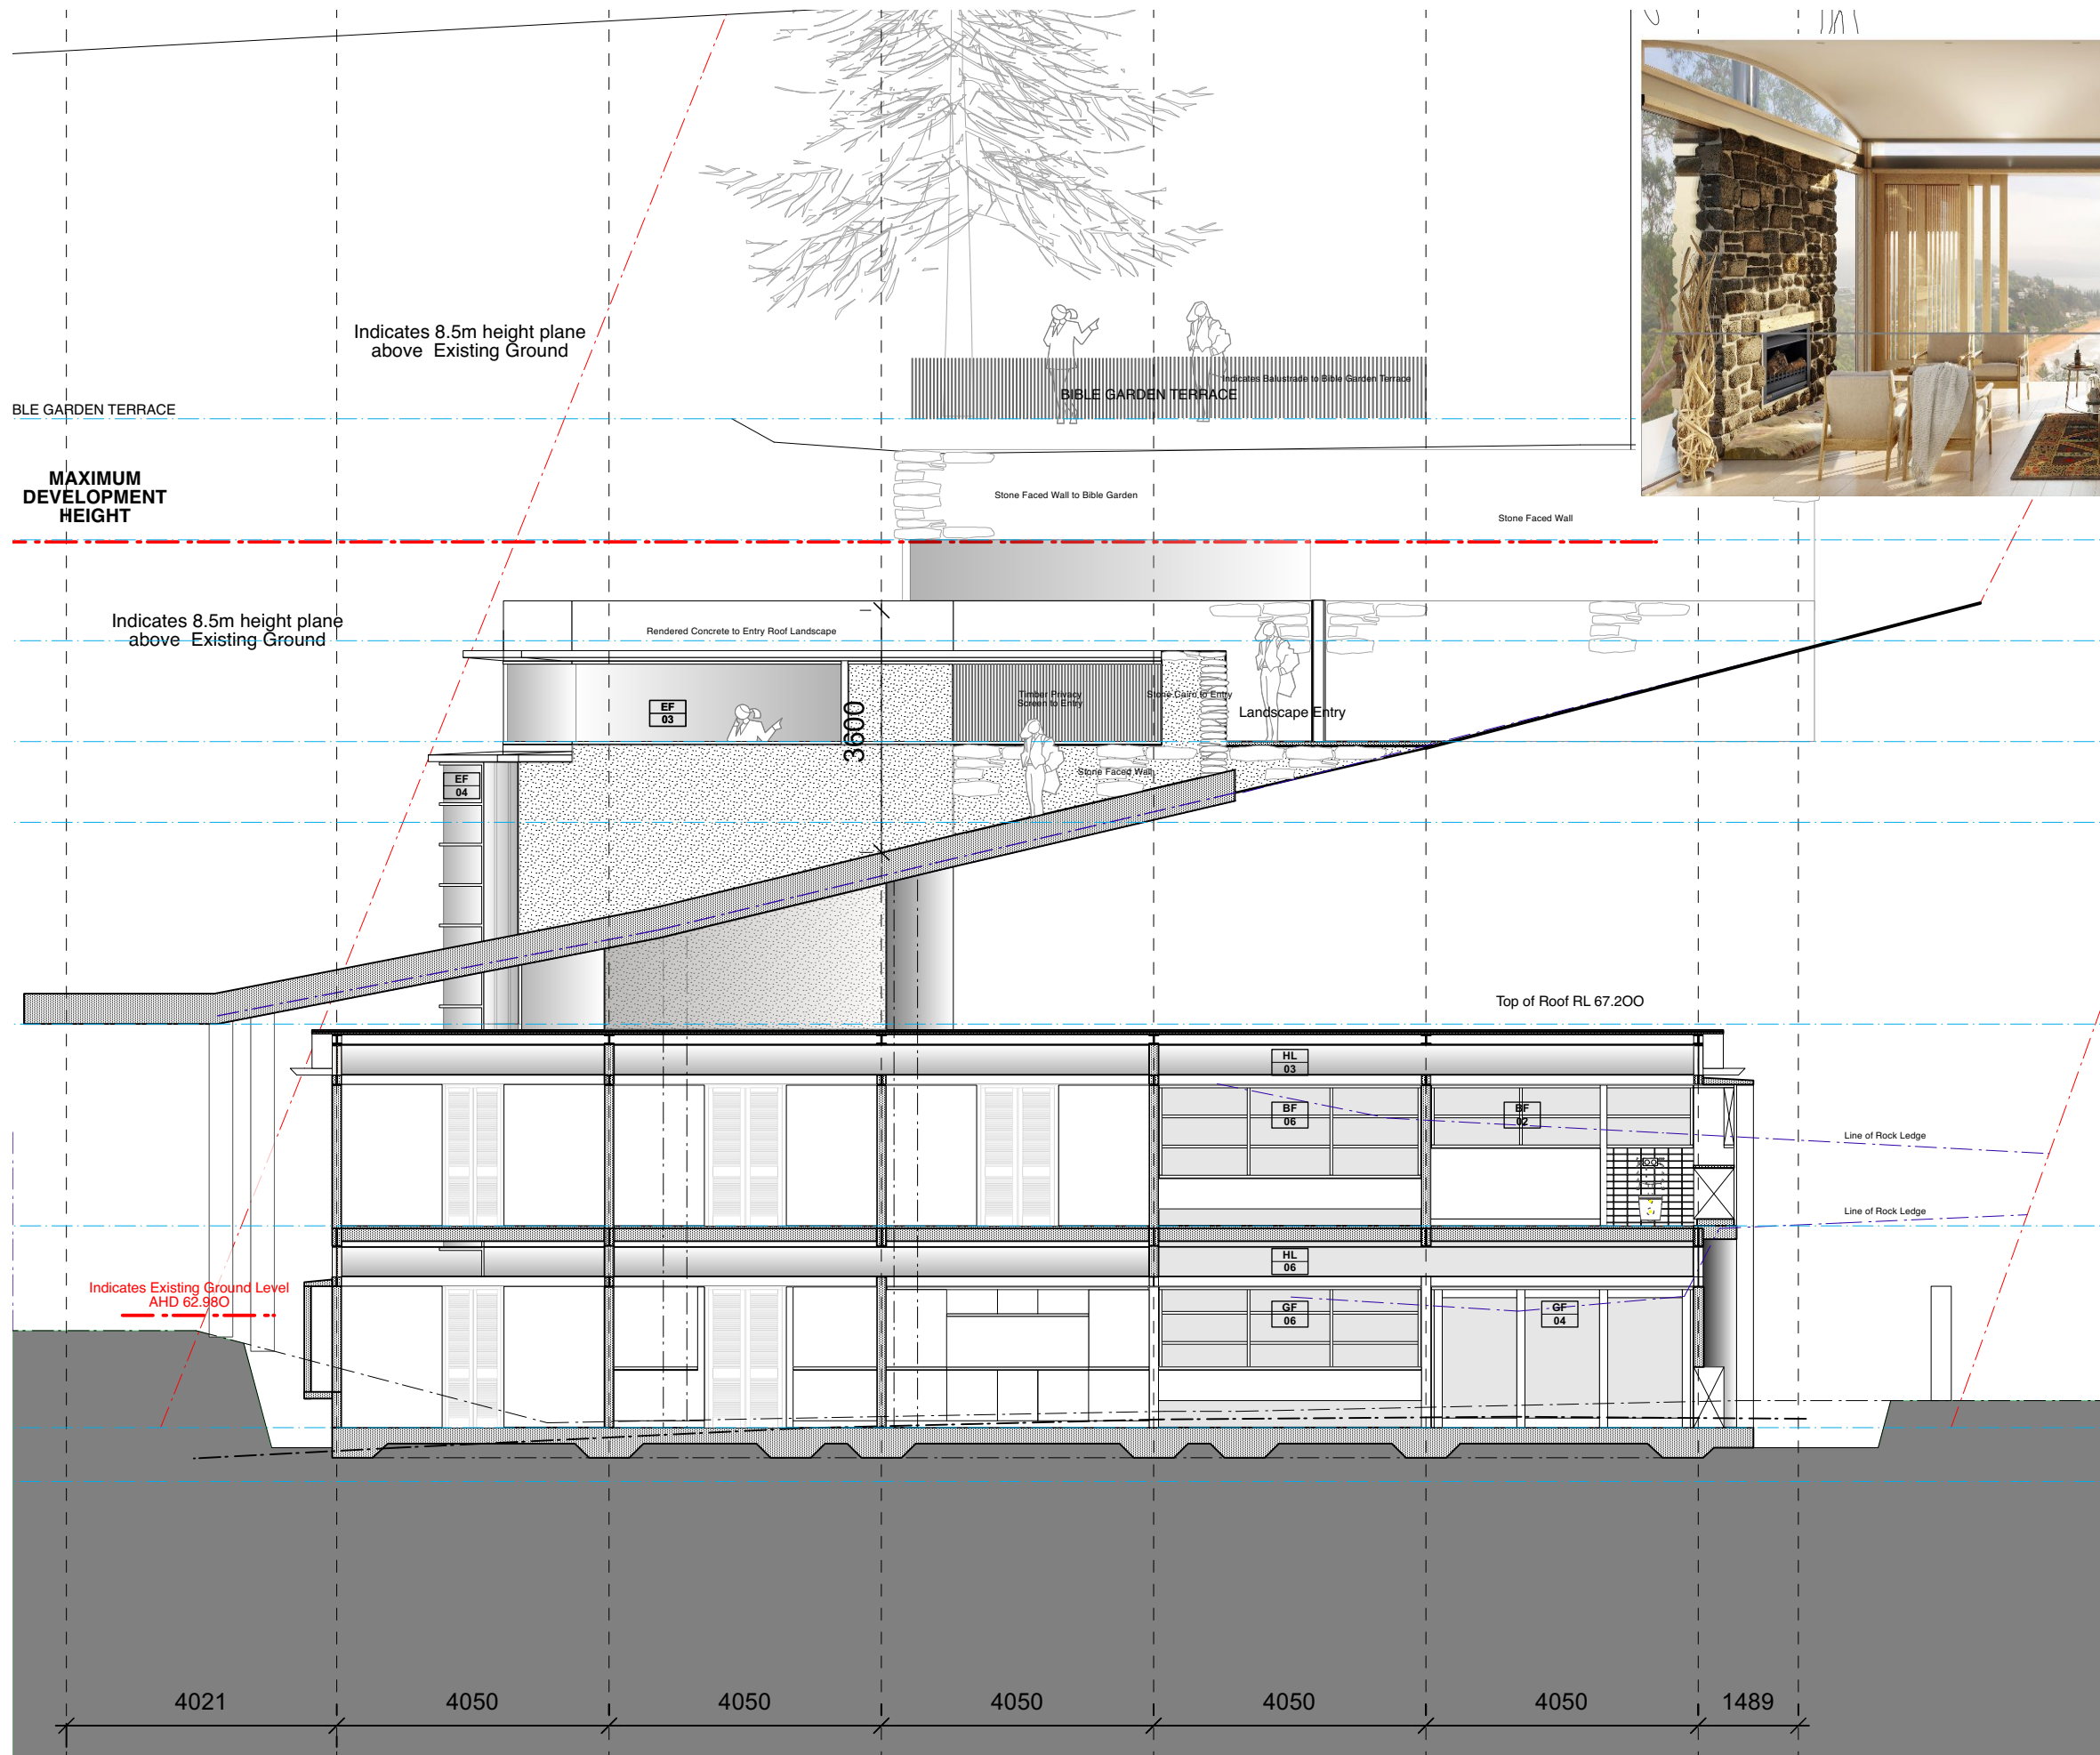 Indicates 8.5m height plane
above Existing Ground
Indicates Balustrade to Bible Garden Terrace
BIBLE GARDEN TERRACE
BLE GARDEN TERRACE
MAXIMUM
DEVELOPMENT
HEIGHT
Stone Faced Wall to Bible Garden
Stone Faced Wall
Indicates 8.5m height plane
above Existing Ground
Rendered Concrete to Entry Roof Landscape
EF
03
3600
Timber Privacy
Screen to Entry
Stone Cairn to Entry
Landscape Entry
EF
04
Stone Faced Wall
Top of Roof RL 67.2OO
HL
03
BF
06
BF
02
Line of Rock Ledge
Line of Rock Ledge
HL
06
Indicates Existing Ground Level
AHD 62.98O
GF
06
GF
04
4021
4050
4050
4050
4050
4050
1489